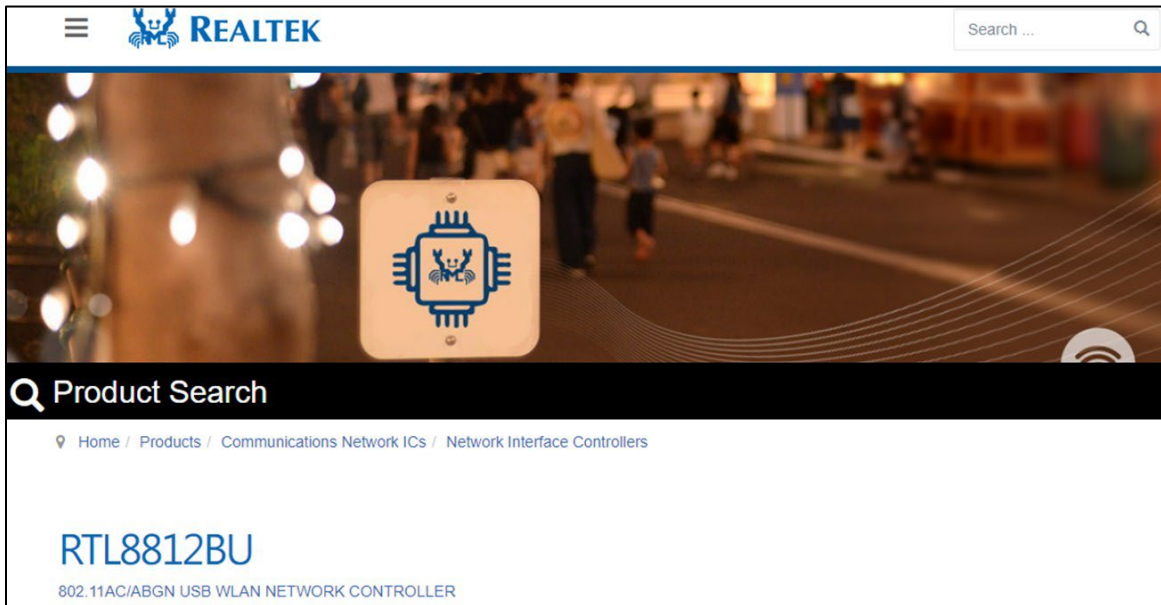 REALTEK
Search ...
Product Search
Home / Products / Communications Network ICs / Network Interface Controllers
RTL8812BU
802.11AC/ABGN USB WLAN NETWORK CONTROLLER